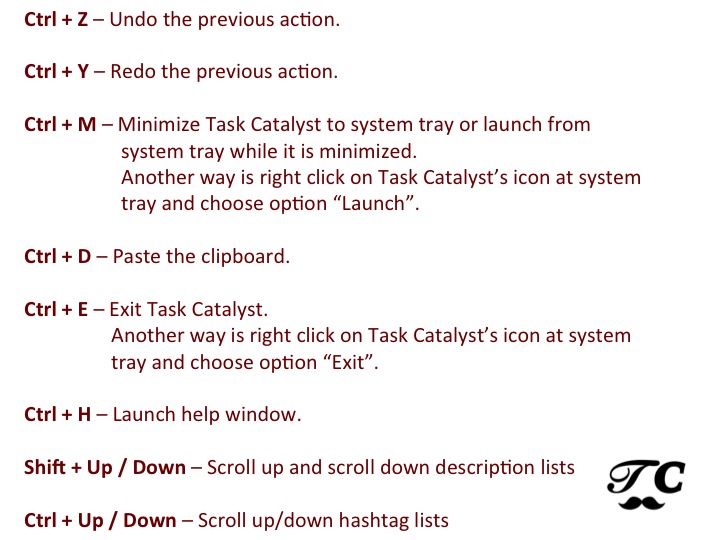 Ctrl + Z – Undo the previous action.
Ctrl + Y – Redo the previous action.
Ctrl + M – Minimize Task Catalyst to system tray or launch from
system tray while it is minimized.
Another way is right click on Task Catalyst’s icon at system
tray and choose option “Launch”.
Ctrl + D – Paste the clipboard.
Ctrl + E – Exit Task Catalyst.
Another way is right click on Task Catalyst’s icon at system
tray and choose option “Exit”.
Ctrl + H – Launch help window.
Shift + Up / Down – Scroll up and scroll down description lists
TC
Ctrl + Up / Down – Scroll up/down hashtag lists